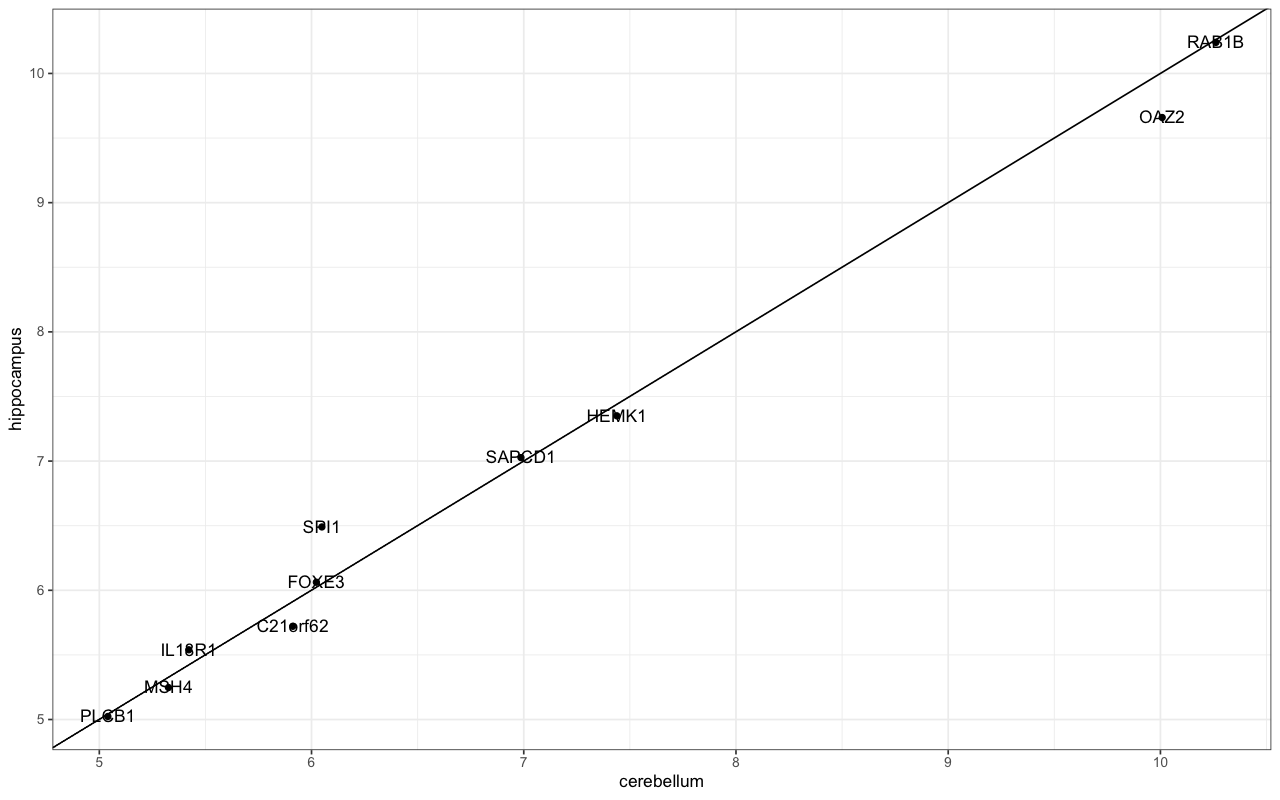 10
9
8
7
6
5
hippocampus
RAB1B
OAZ2
HEMK1
SAPCD1
SPI1
FOXE3
C21orf62
IL18R1
MSH4
PLCB1
5 6 7 8 9 10
cerebellum